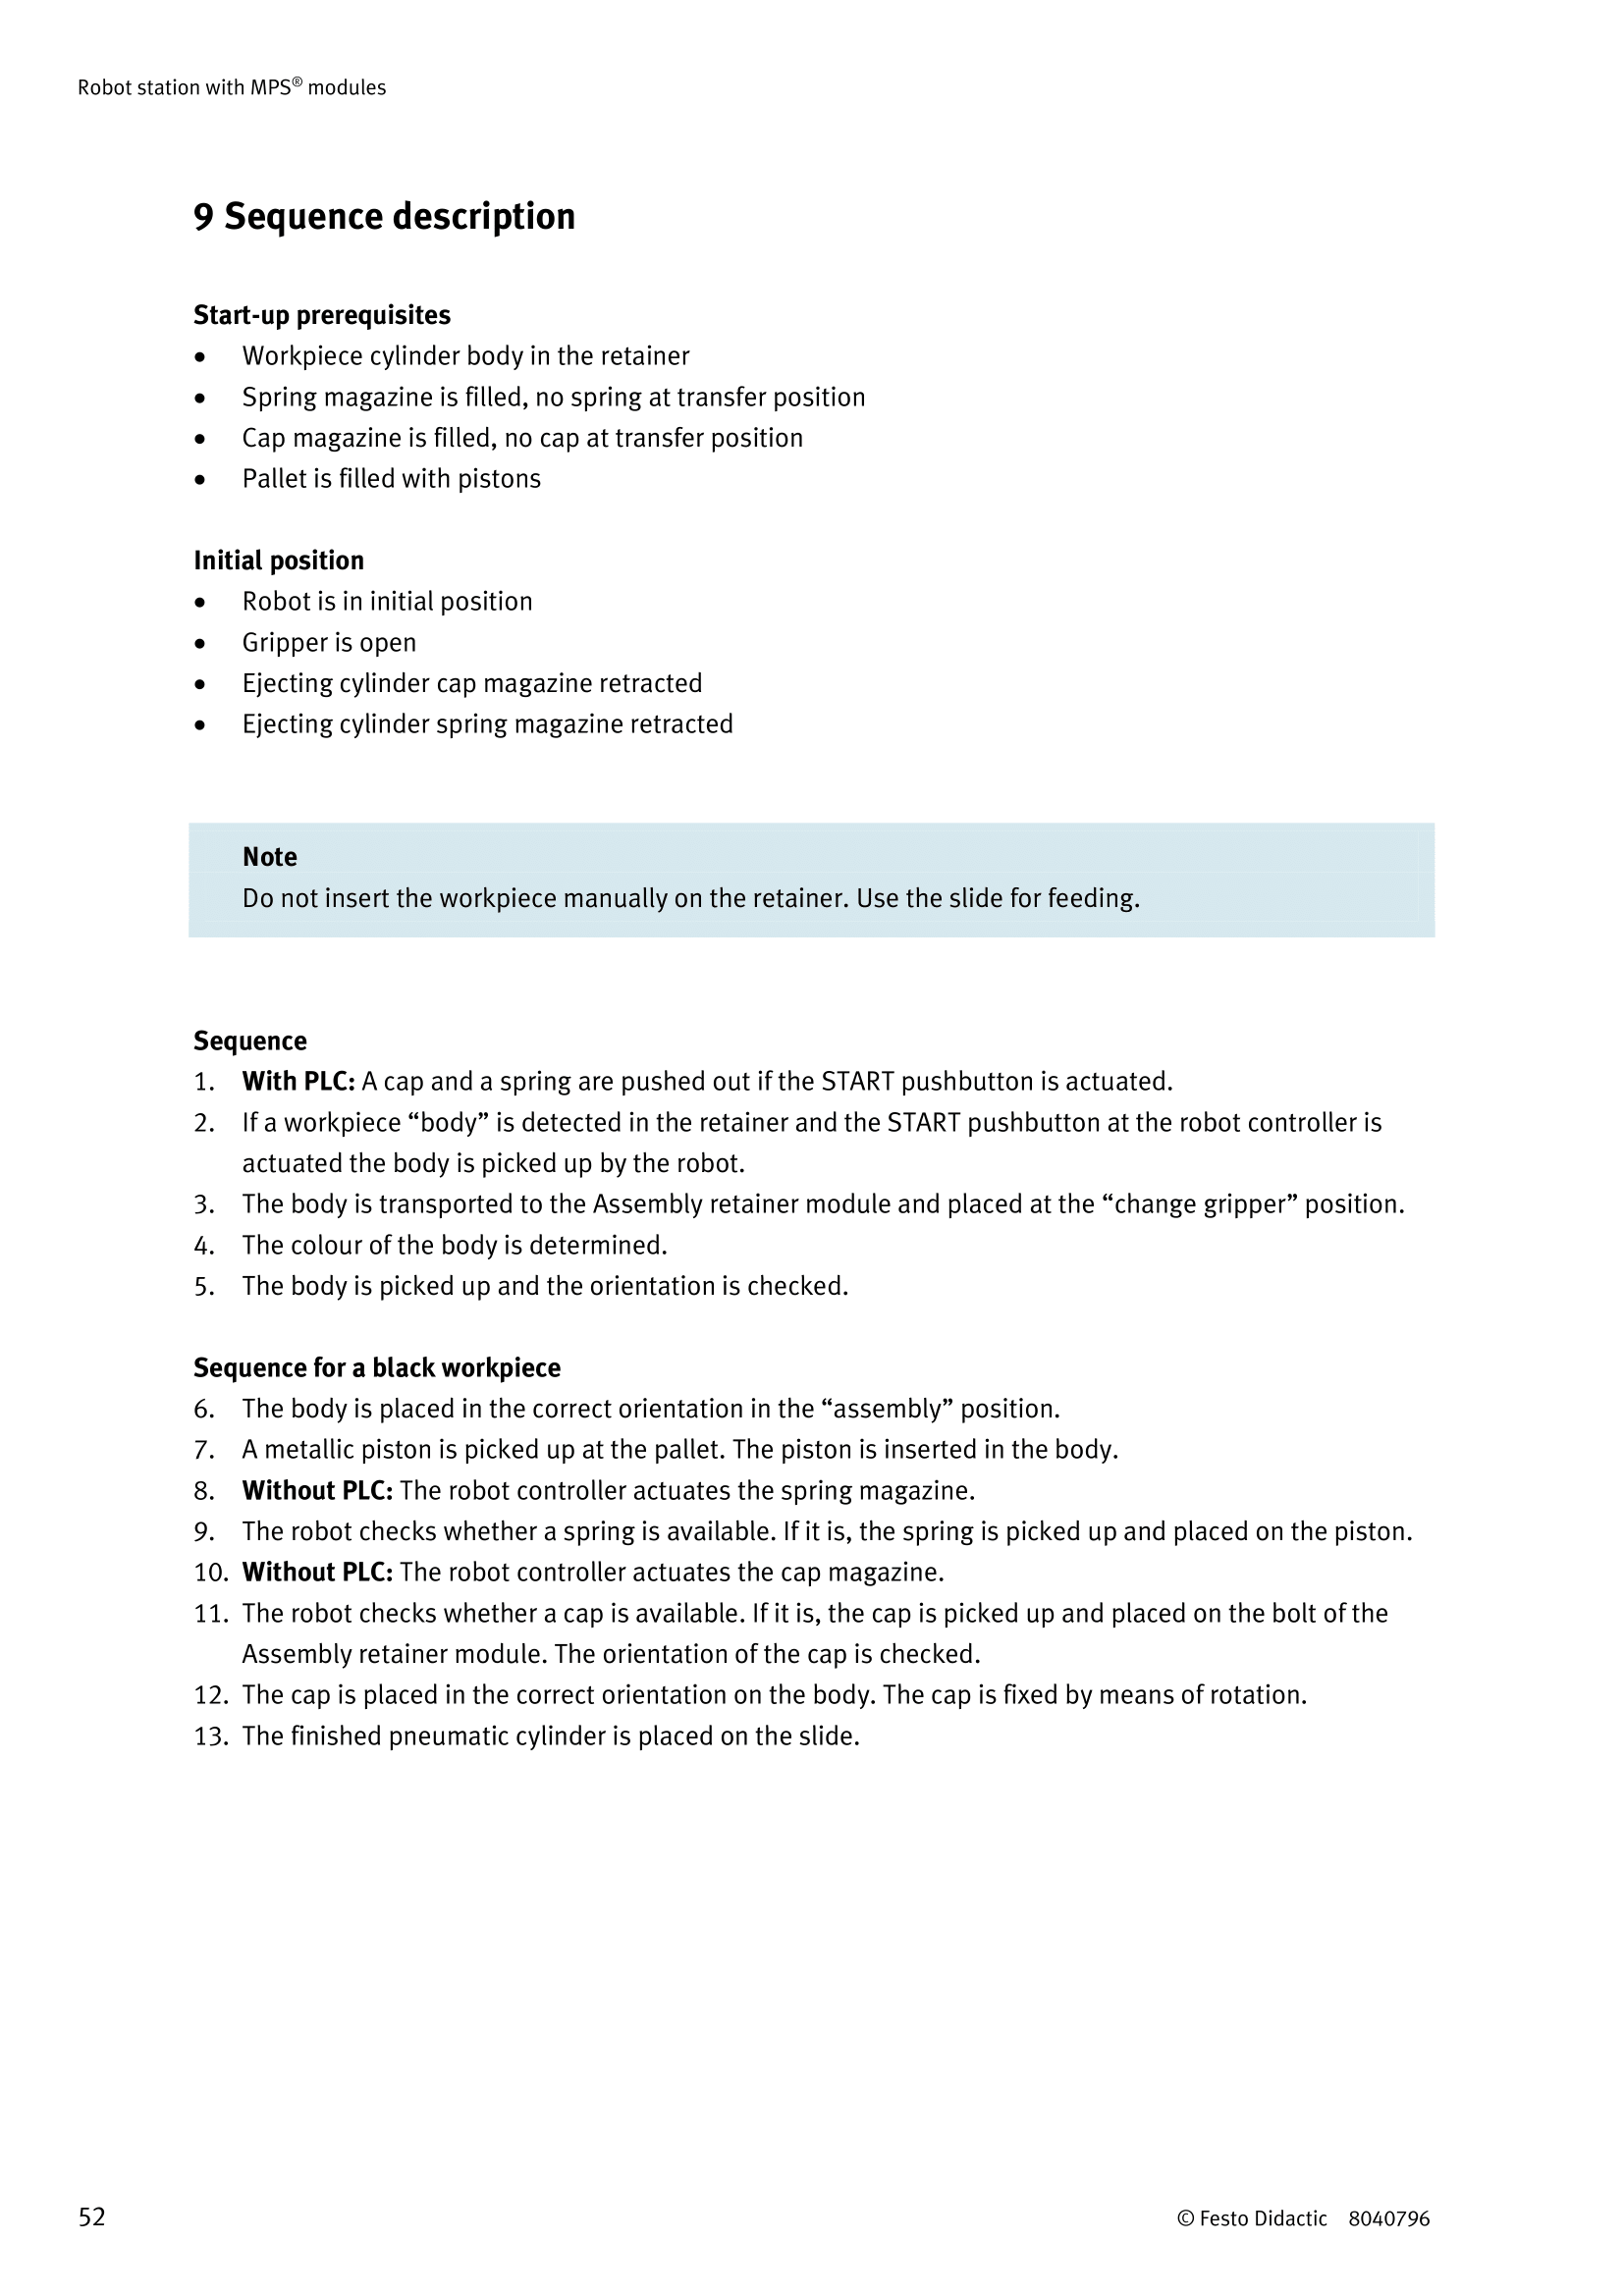 Robot station with MPS® modules
9 Sequence description
Start-up prerequisites
• Workpiece cylinder body in the retainer
• Spring magazine is filled, no spring at transfer position
• Cap magazine is filled, no cap at transfer position
• Pallet is filled with pistons
Initial position
• Robot is in initial position
• Gripper is open
• Ejecting cylinder cap magazine retracted
• Ejecting cylinder spring magazine retracted
Note
Do not insert the workpiece manually on the retainer. Use the slide for feeding.
Sequence
1. With PLC: A cap and a spring are pushed out if the START pushbutton is actuated.
2. If a workpiece “body” is detected in the retainer and the START pushbutton at the robot controller is
actuated the body is picked up by the robot.
3. The body is transported to the Assembly retainer module and placed at the “change gripper” position.
4. The colour of the body is determined.
5. The body is picked up and the orientation is checked.
Sequence for a black workpiece
6. The body is placed in the correct orientation in the “assembly” position.
7. A metallic piston is picked up at the pallet. The piston is inserted in the body.
8. Without PLC: The robot controller actuates the spring magazine.
9. The robot checks whether a spring is available. If it is, the spring is picked up and placed on the piston.
10. Without PLC: The robot controller actuates the cap magazine.
11. The robot checks whether a cap is available. If it is, the cap is picked up and placed on the bolt of the
Assembly retainer module. The orientation of the cap is checked.
12. The cap is placed in the correct orientation on the body. The cap is fixed by means of rotation.
13. The finished pneumatic cylinder is placed on the slide.
52
© Festo Didactic 8040796